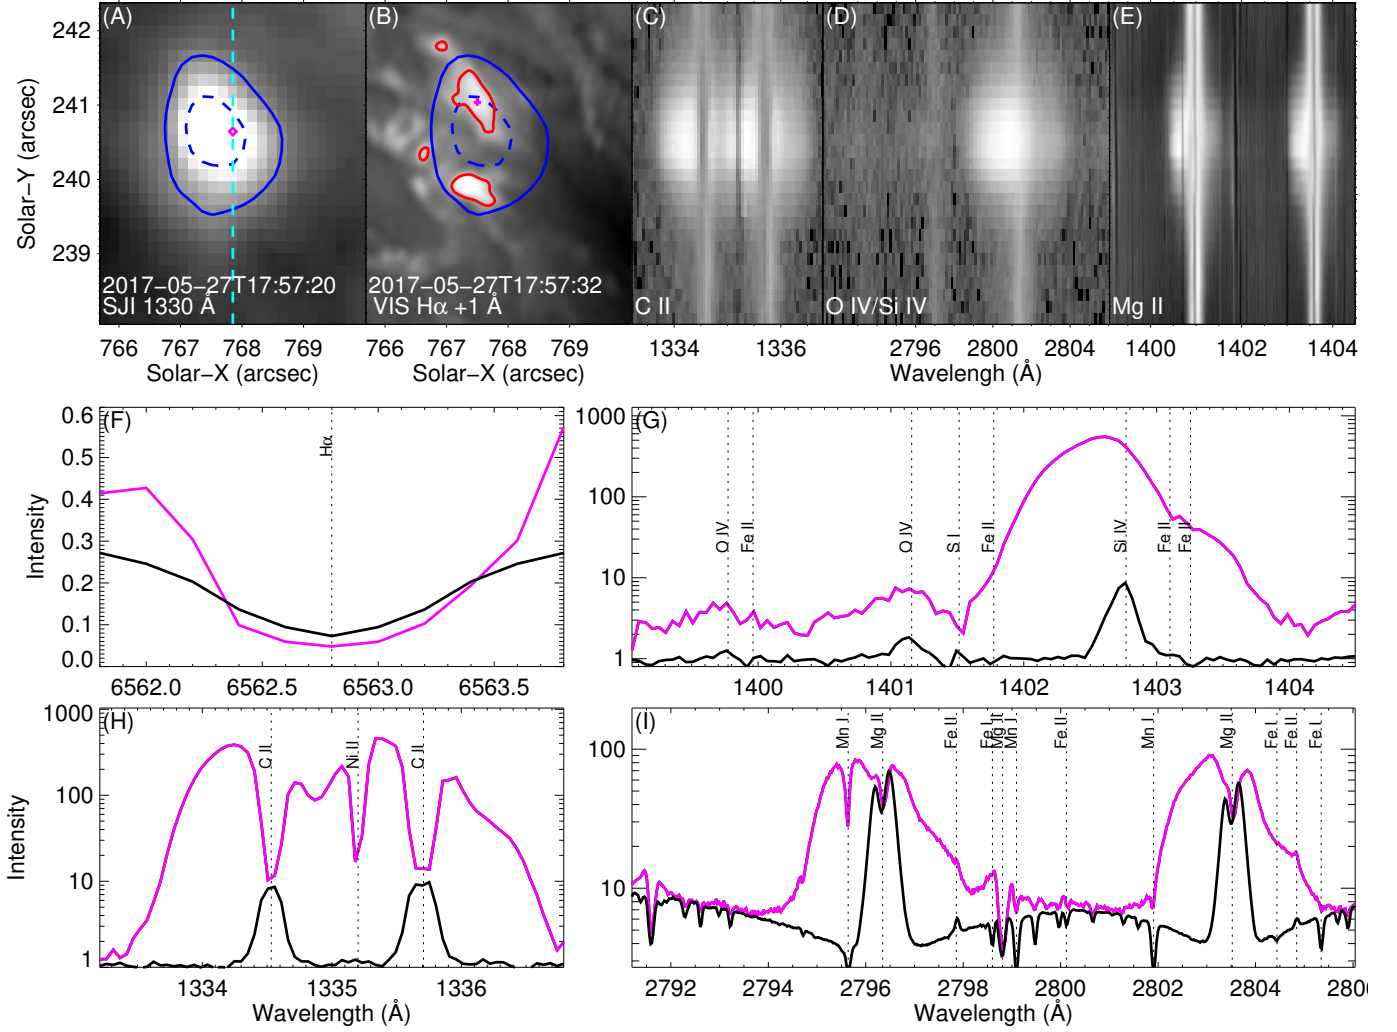 (A)
(B)
(C)
(D)
(E)
242
241
240
239
Solar-Y (arcsec)
2017-05-27T17:57:20
SJI 1330 Å
2017-05-27T17:57:32
VIS Hα +1 Å
C II
O IV/Si IV
Mg II
766 767 768 769
766 767 768 769
1334 1336
2796 2800 2804
1400 1402 1404
Solar-X (arcsec)
Solar-X (arcsec)
Wavelengh (Å)
(F)
0.6
0.5
0.4
0.3
0.2
0.1
0.0
Intensity
Hα
6562.0 6562.5 6563.0 6563.5
(G)
1000
100
10
1
O IV
Fe II
O IV
S I
Fe II
Si IV
Fe II
Fe II
1400 1401 1402 1403 1404
(H)
1000
100
10
1
Intensity
C II
Ni II
C II
1334 1335 1336
Wavelength (Å)
(I)
100
10
Mn I
Mg II
Fe II
Fe I
Mg II
Mn I
Fe II
Mn I
Mg II
Fe I
Fe II
Fe I
2792 2794 2796 2798 2800 2802 2804 280
Wavelength (Å)